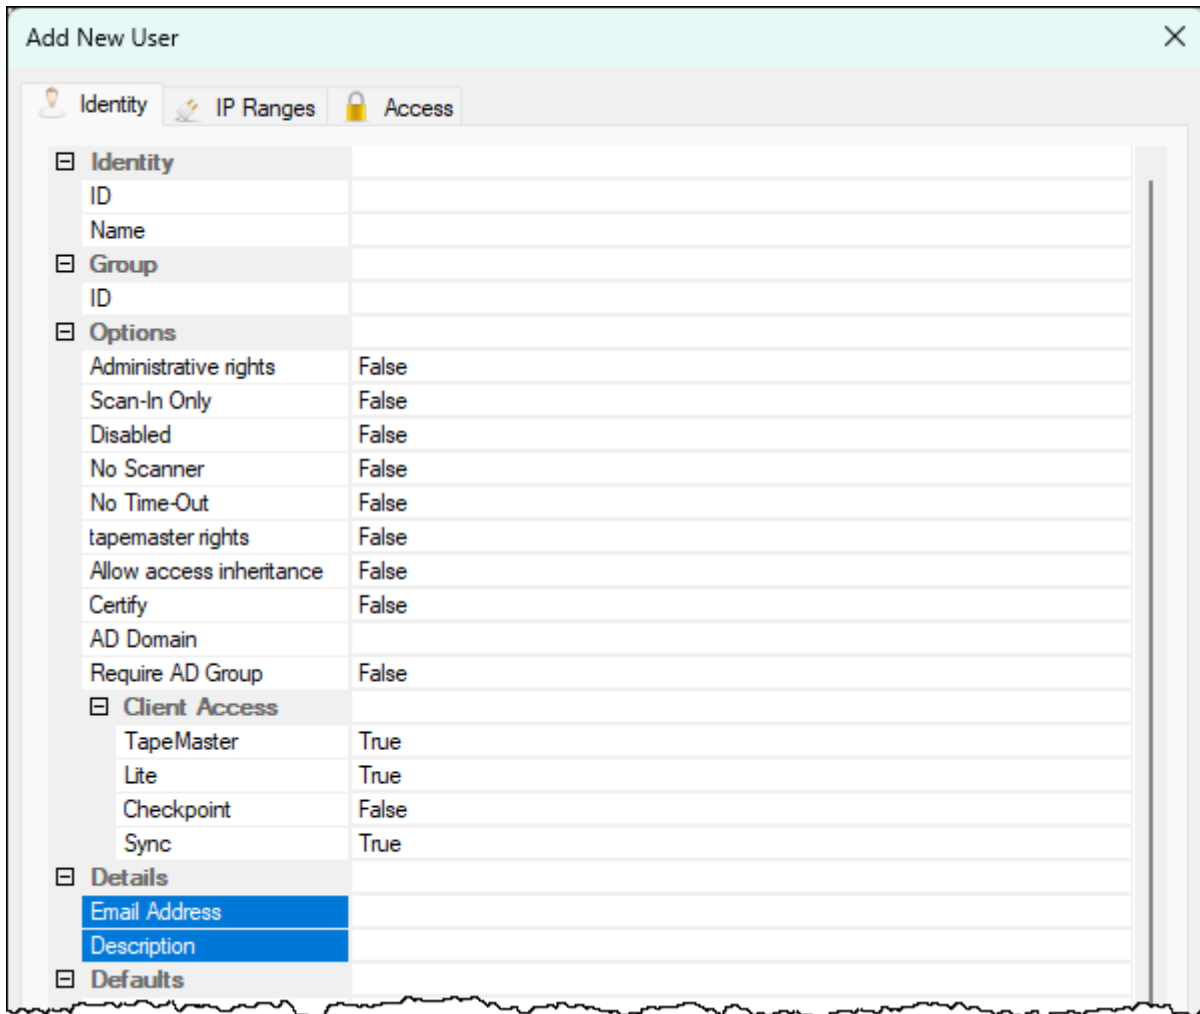 Add New User
Identity IP Ranges Access
Identity
ID
Name
Group
ID
Options
Administrative rights False
Scan-In Only False
Disabled False
No Scanner False
No Time-Out False
tapemaster rights False
Allow access inheritance False
Certify False
AD Domain
Require AD Group False
Client Access
TapeMaster True
Lite True
Checkpoint False
Sync True
Details
Email Address
Description
Defaults